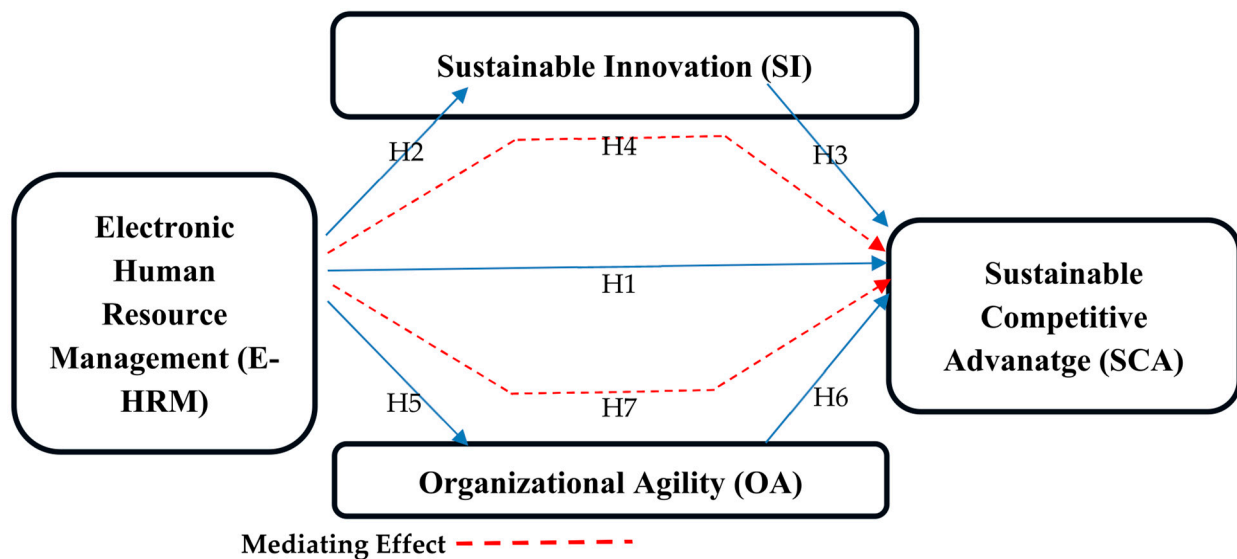 Sustainable Innovation (SI)
H2
H4
H3
Electronic
Human
Resource
Management (E-
HRM)
H1
Sustainable
Competitive
Advanatge (SCA)
H5
H7
H6
Organizational Agility (OA)
Mediating Effect